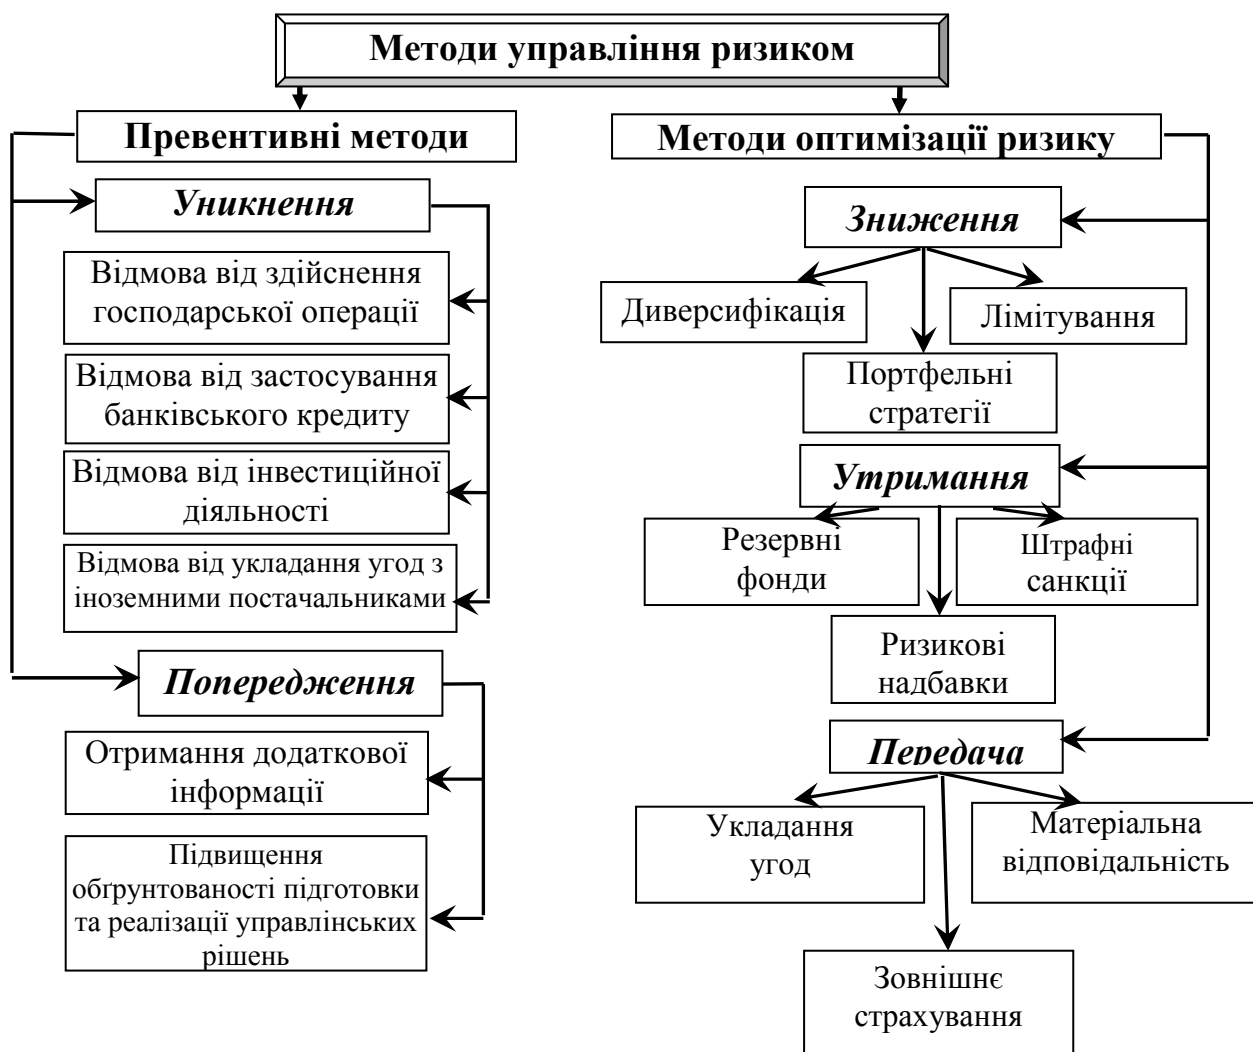 Методи управління ризиком
Превентивні методи
Уникнення
Відмова від здійснення
господарської операції
Відмова від застосування
банківського кредиту
Відмова від інвестиційної
діяльності
Відмова від укладання угод з
іноземними постачальниками
Попередження
Отримання додаткової
інформації
Підвищення
обґрунтованості підготовки
та реалізації управлінських
рішень
Методи оптимізації ризику
Зниження
Диверсифікація
Лімітування
Портфельні
стратегії
Утримання
Резервні
фонди
Штрафні
санкції
Ризикові
надбавки
Передача
Укладання
угод
Матеріальна
відповідальність
Зовнішнє
страхування